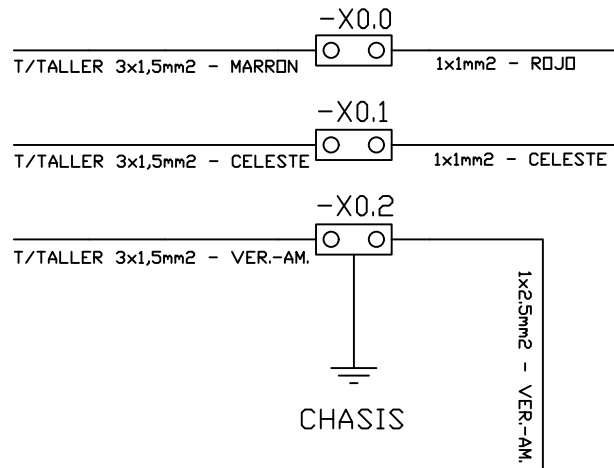 -X0.0
T/TALLER 3x1,5mm2 - MARRON
1x1mm2 - ROJO
-X0.1
T/TALLER 3x1,5mm2 - CELESTE
1x1mm2 - CELESTE
-X0.2
T/TALLER 3x1,5mm2 - VER.-AM.
1x2.5mm2 - VER.-AM.
CHASIS